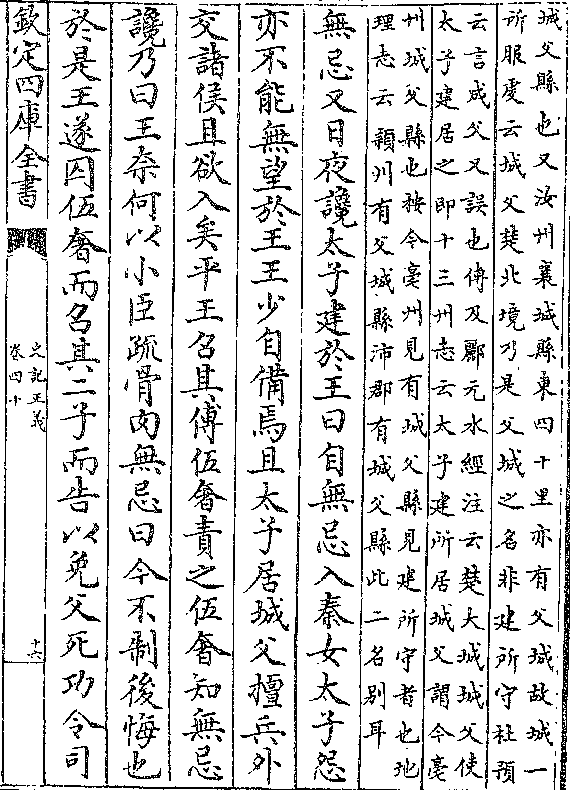 城父縣也又汝州襄城縣東四十里亦有父城故城一
所服虔云城父楚北境乃是父城之名非建所守杜預
云言成父又誤也傳及酈元水經注云楚大城城父使
太子建居之即十三州志云太子建所居城父謂今亳
州城父縣也按今亳州見有城父縣見建所守者也地
理志云潁川有父城縣沛郡有城父縣此二名別耳
無忌又日夜讒太子建於王曰自無忌入秦女太子怨
亦不能無望於王王少自備焉且太子居城父擅兵外
交諸侯且欲入矣平王召其傅伍奢責之伍奢知無忌
讒乃曰王奈何以小臣疏骨肉無忌曰今不制後悔也
於是王遂囚伍奢而召其二子而告以免父死功令司
欽定四庫全書
史記正義
卷四十
十六